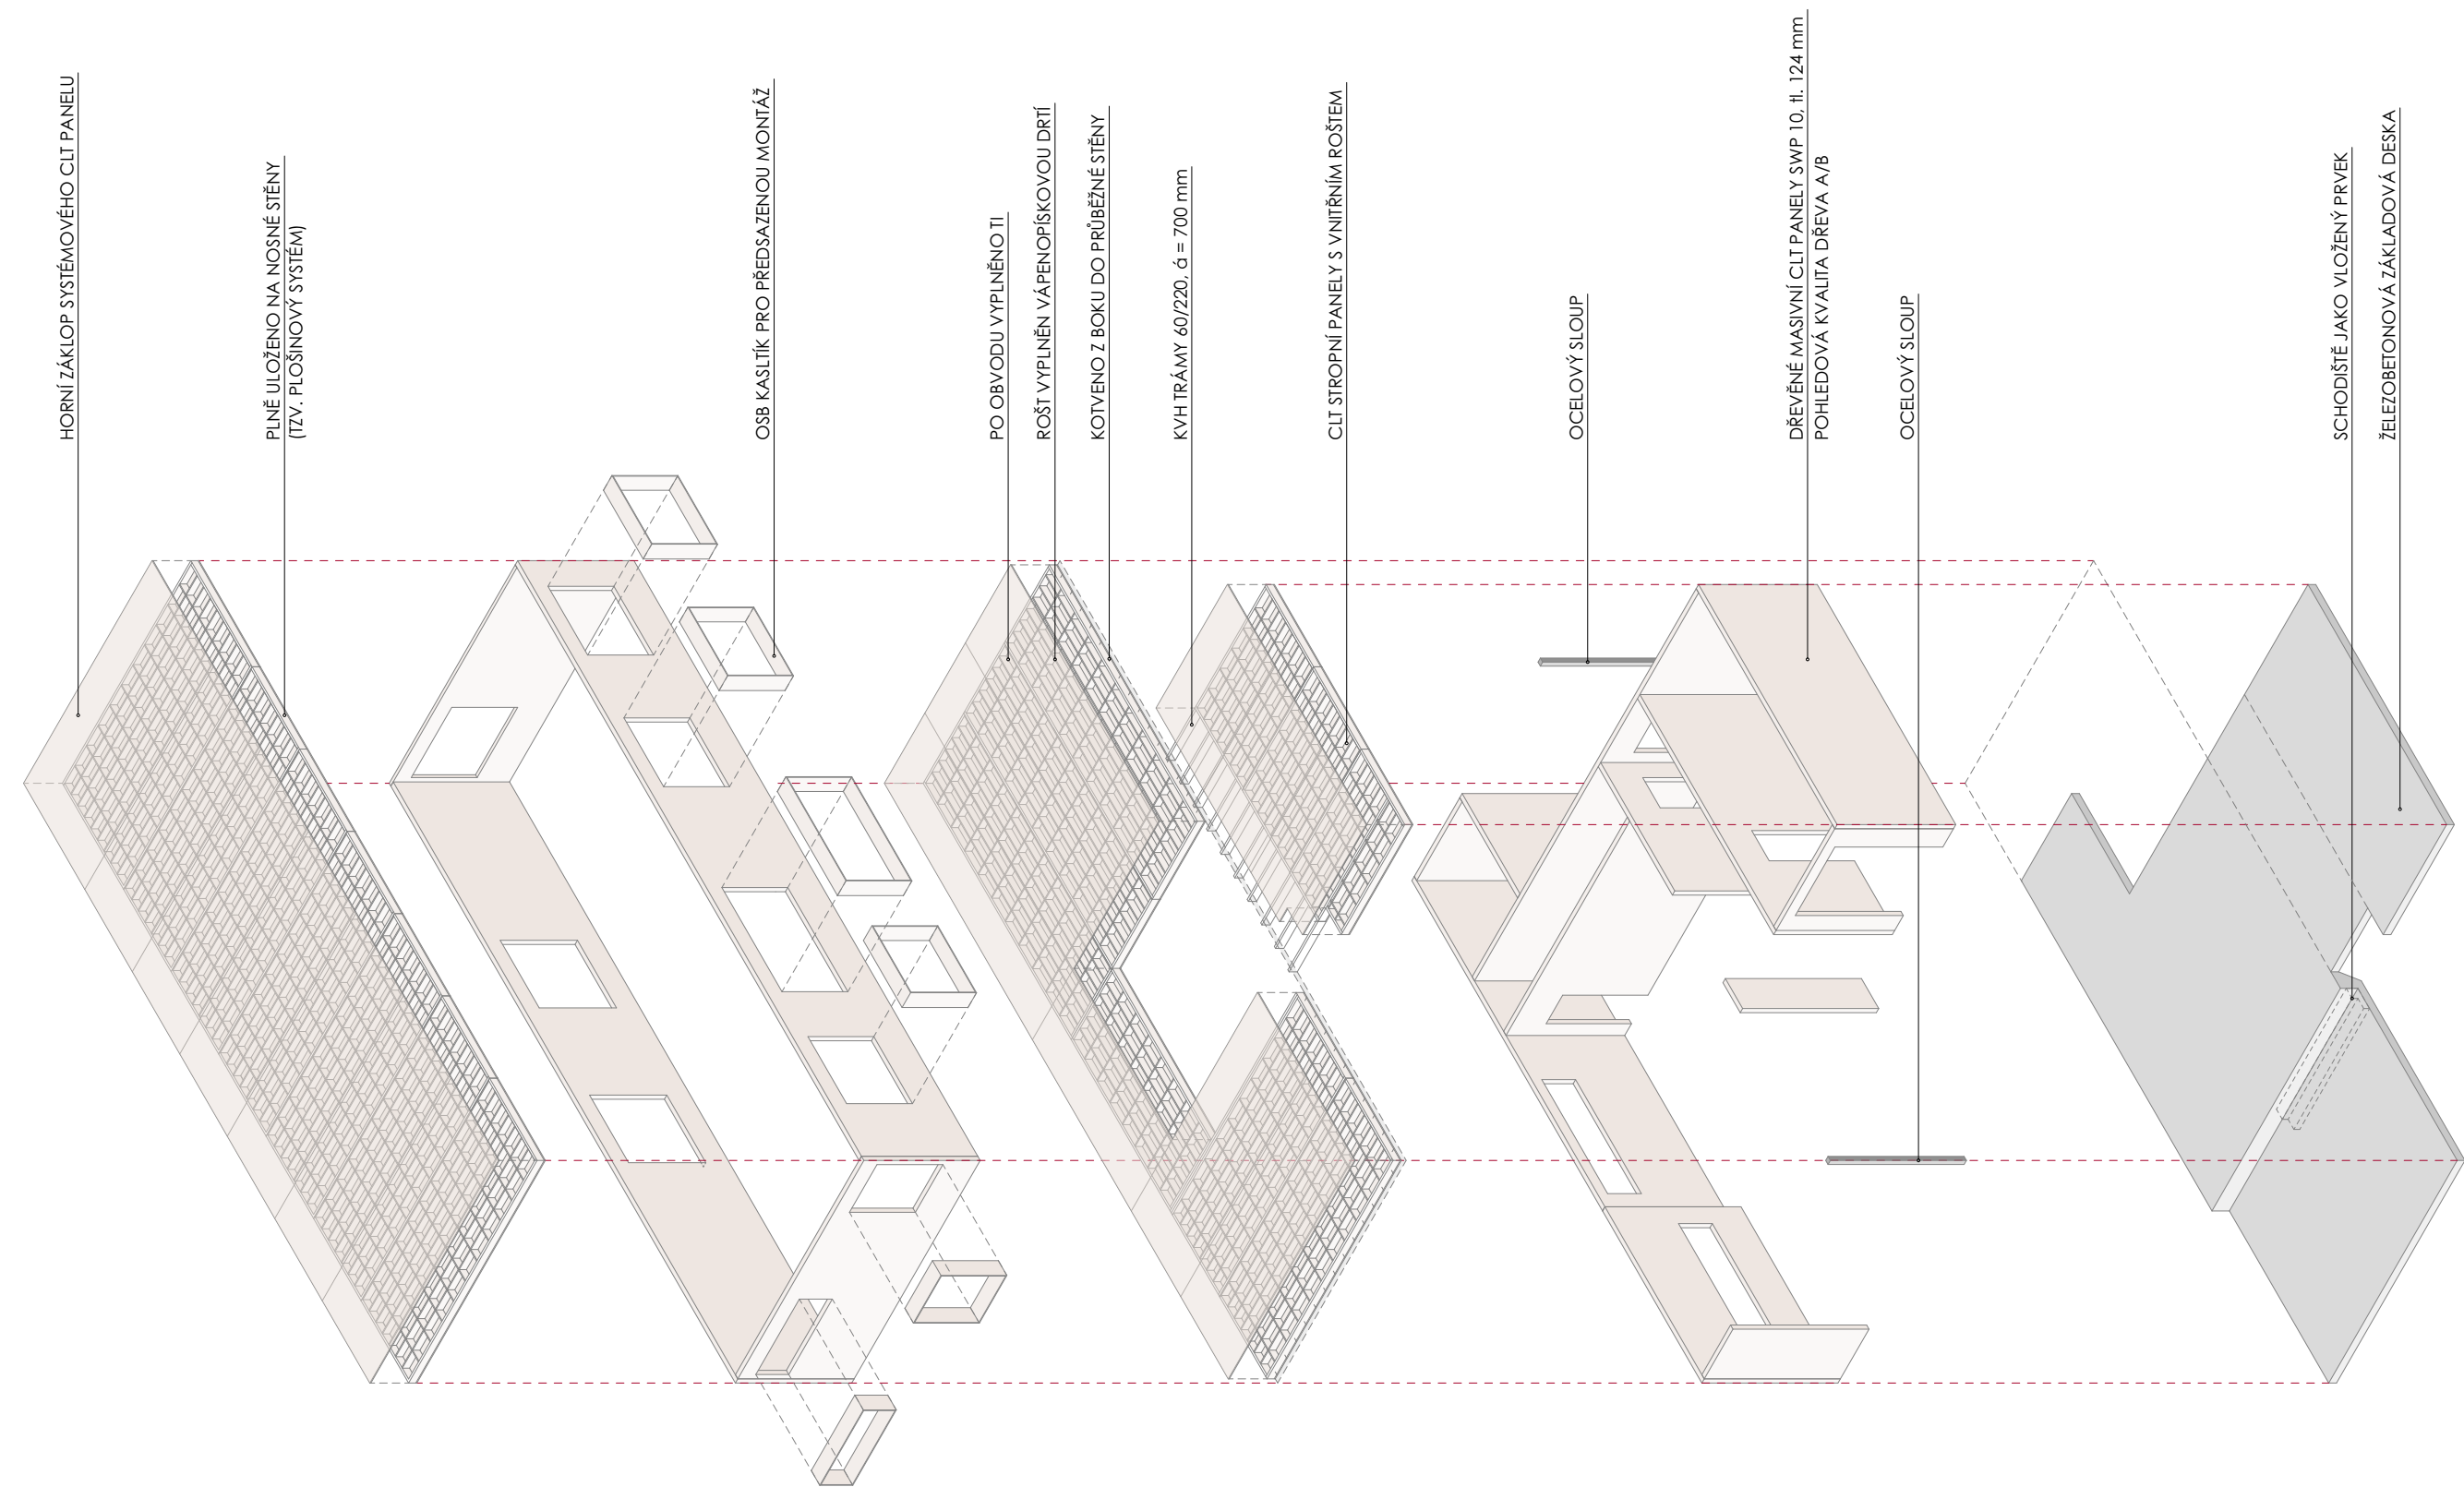 HORNÍ ZÁKLOP SYSTÉMOVÉHO CLT PANELU
PLNĚ ULOŽENO NA NOSNÉ STĚNY
(TZV. PLOŠINOVÝ SYSTÉM)
OSB KASLTÍK PRO PŘEDSAZENOU MONTÁŽ
PO OBVODU VYPLNĚNO TI
ROŠT VYPLNĚN VÁPENOPÍSKOVOU DRTÍ
KOTVENO Z BOKU DO PRŮBĚŽNÉ STĚNY
KVH TRÁMY 60/220, á = 700 mm
CLT STROPNÍ PANELY S VNITŘNÍM ROŠTEM
OCELOVÝ SLOUP
DŘEVĚNÉ MASIVNÍ CLT PANELY SWP 10, tl. 124 mm
POHLEDOVÁ KVALITA DŘEVA A/B
OCELOVÝ SLOUP
SCHODIŠTĚ JAKO VLOŽENÝ PRVEK
ŽELEZOBETONOVÁ ZÁKLADOVÁ DESKA